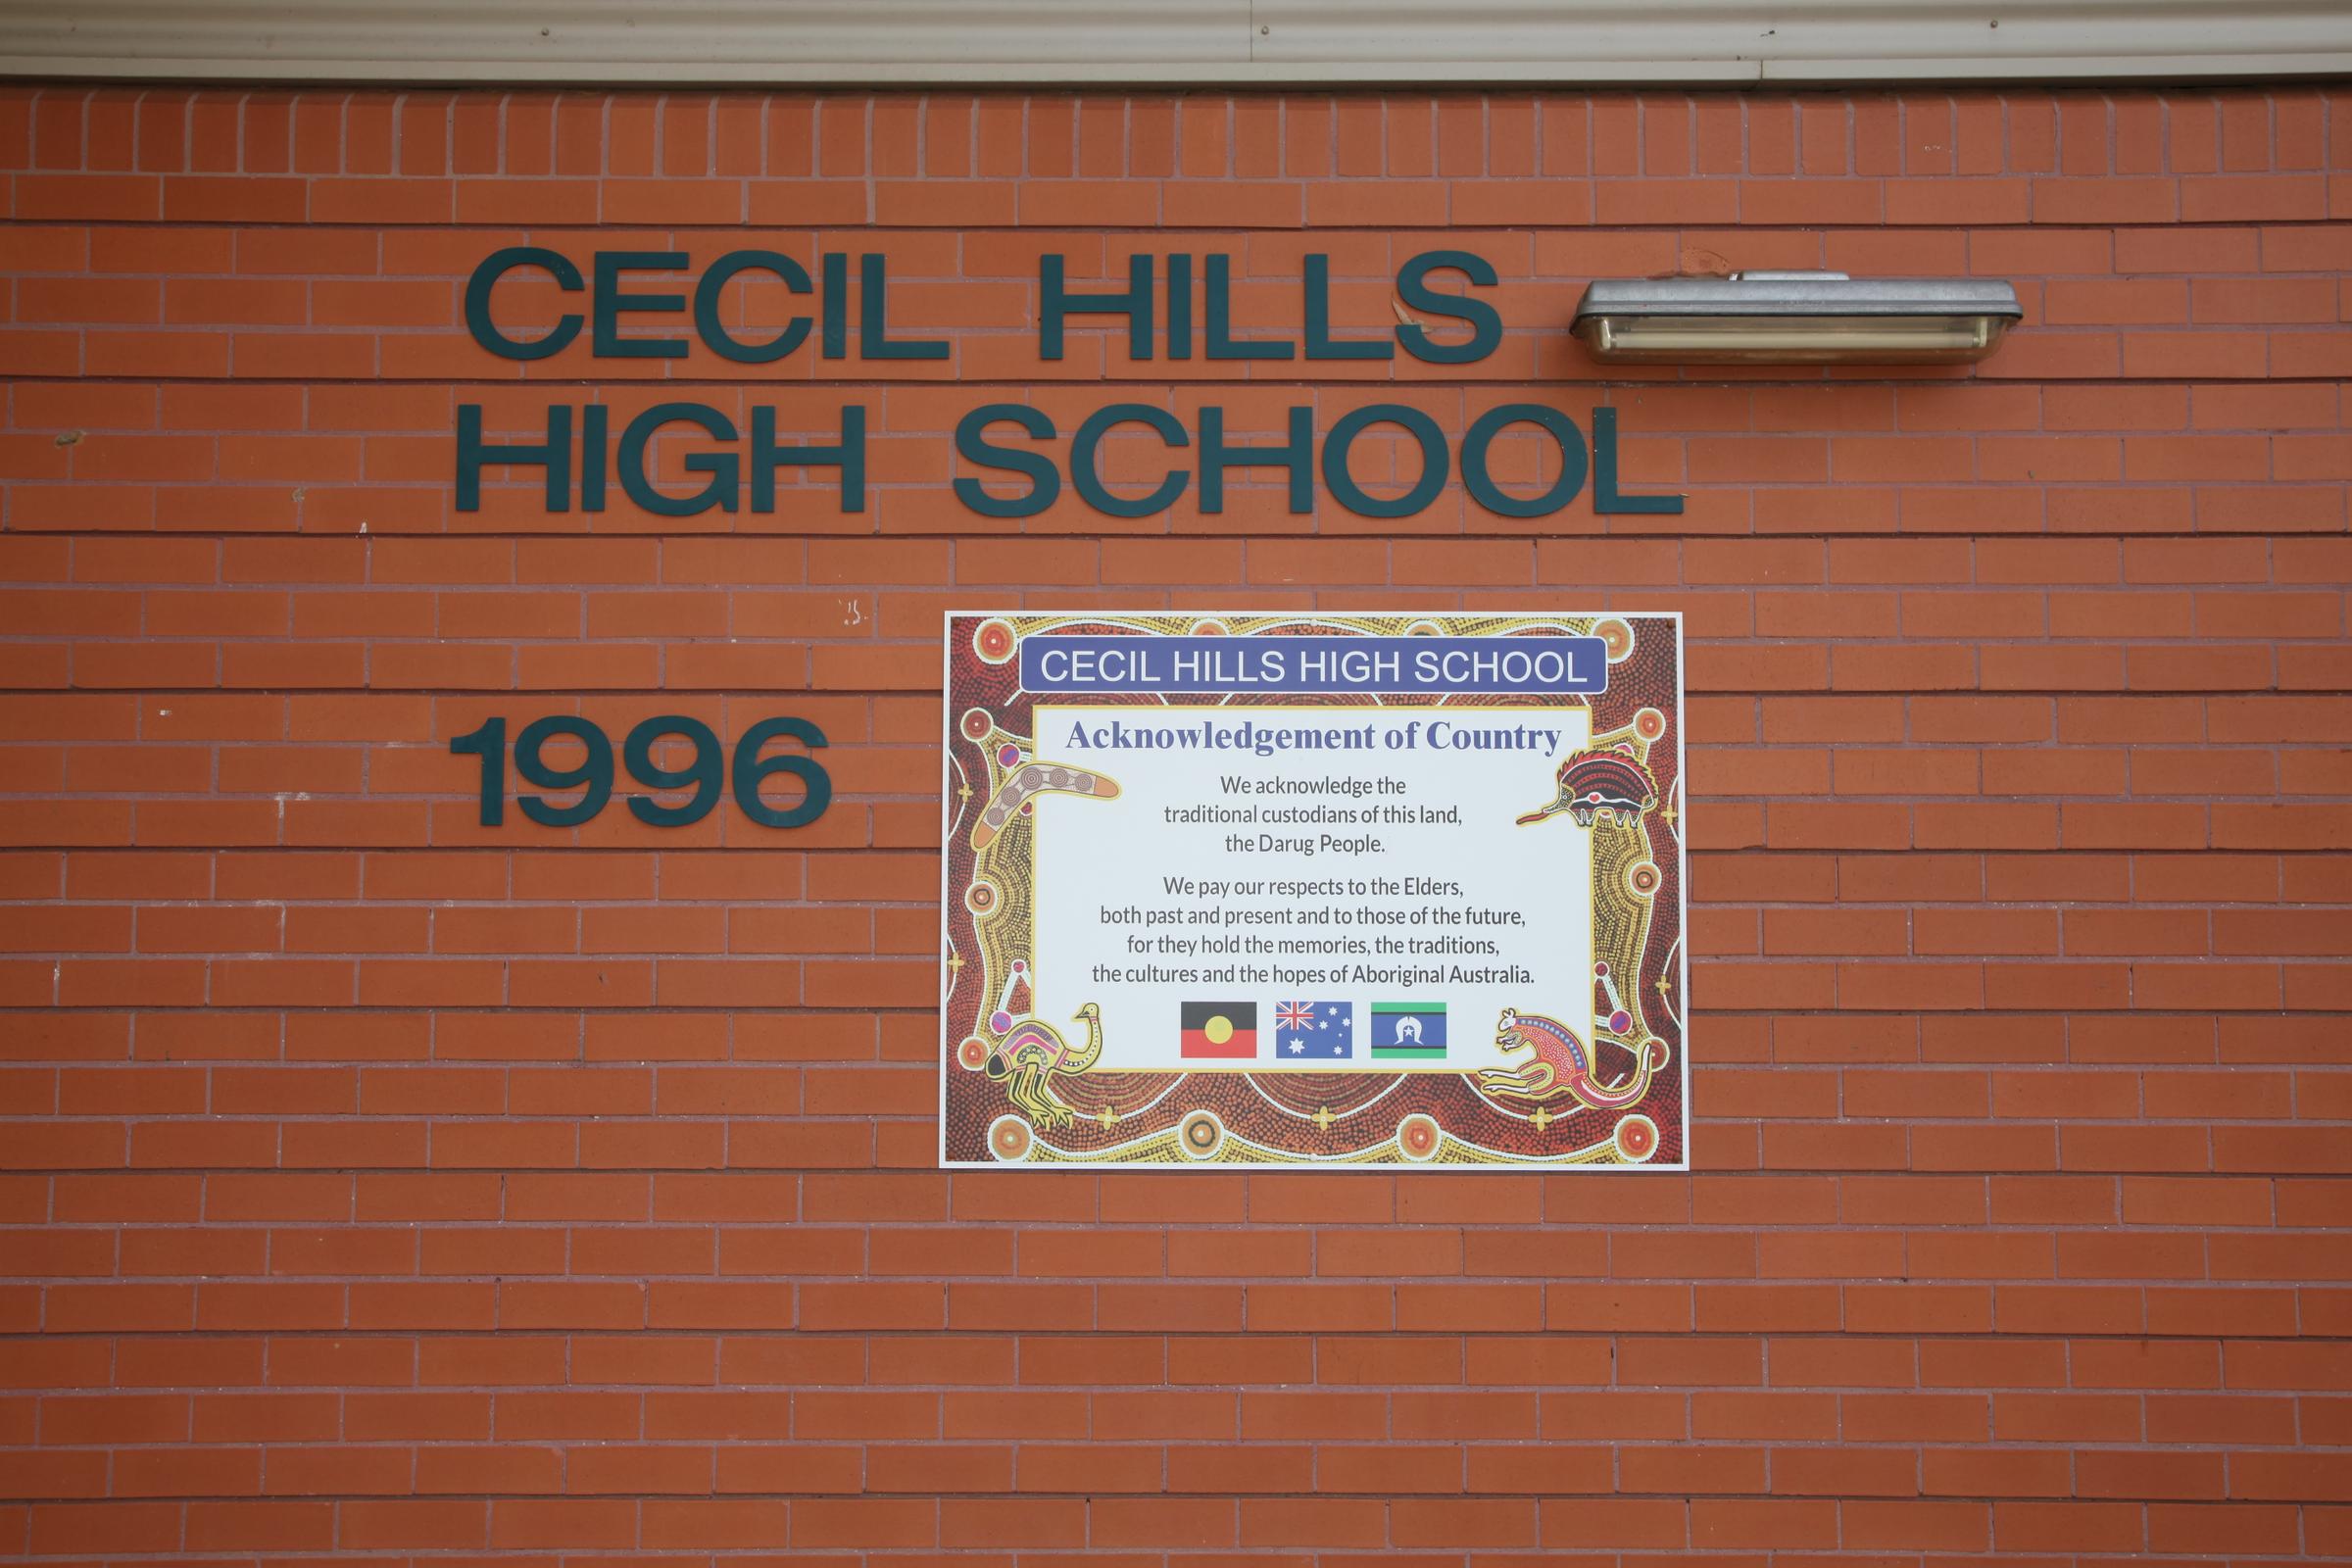 CECIL HILLS
HIGH SCHOOL
1996
CECIL HILLS HIGH SCHOOL
Acknowledgement of Country
We acknowledge the
traditional custodians of this land,
the Darug People.
We pay our respects to the Elders,
both past and present and to those of the future,
for they hold the memories, the traditions,
the cultures and the hopes of Aboriginal Australia.